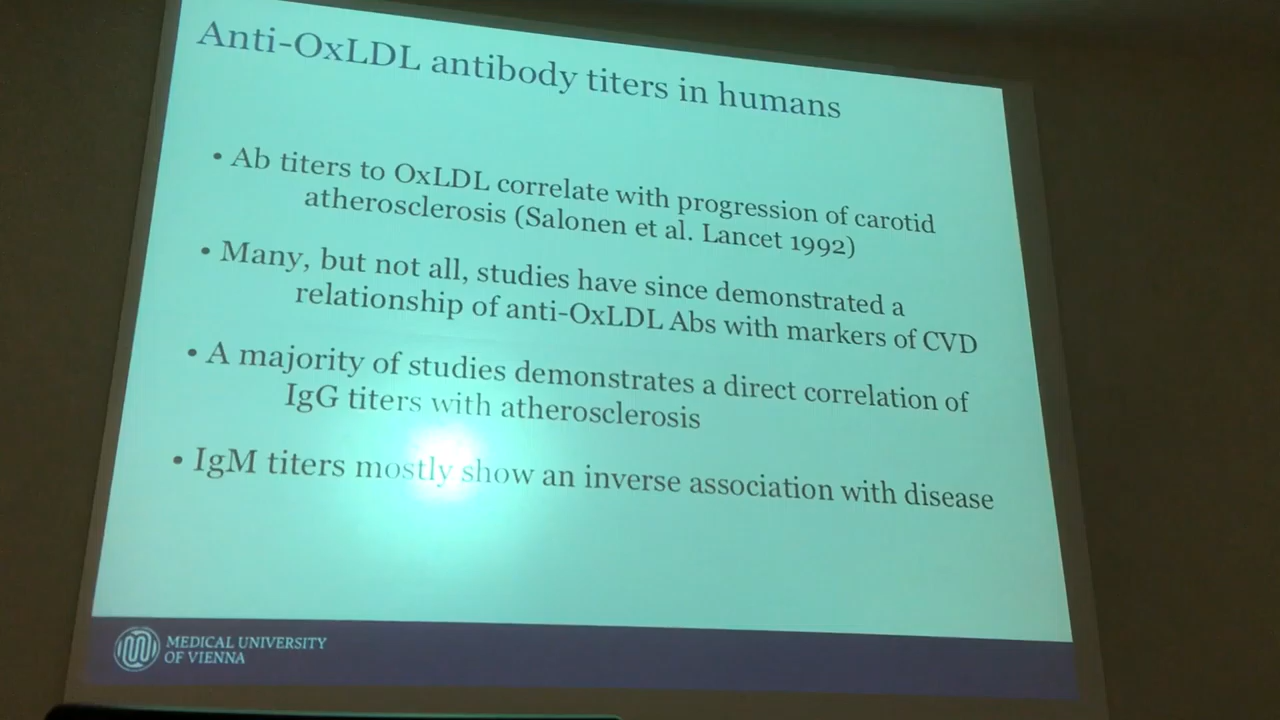 Anti-OxLDL antibody titers in humans
• Ab titers to OxLDL correlate with progression of carotid
atherosclerosis (Salonen et al. Lancet 1992)
• Many, but not all, studies have since demonstrated a
relationship of anti-OxLDL Abs with markers of CVD
• A majority of studies demonstrates a direct correlation of
IgG titers with atherosclerosis
• IgM titers mostly show an inverse association with disease
MEDICAL UNIVERSITY
OF VIENNA